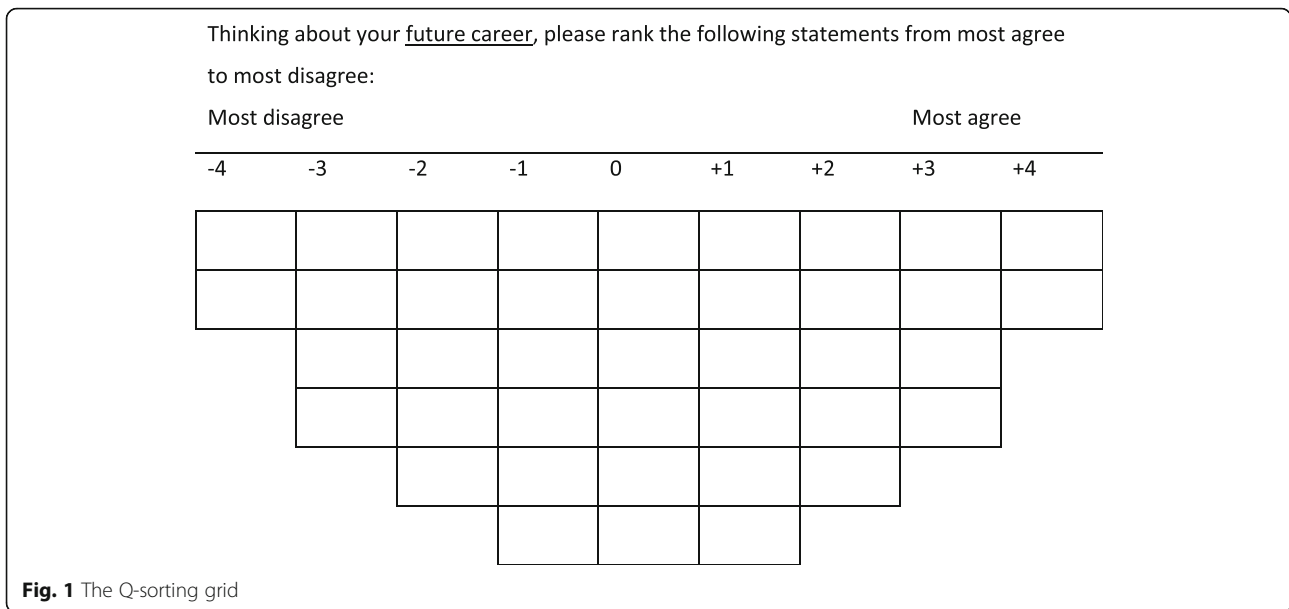 Thinking about your future career, please rank the following statements from most agree
to most disagree:
Most disagree Most agree
-4 -3 -2 -1 0 +1 +2 +3 +4
Fig. 1 The Q-sorting grid